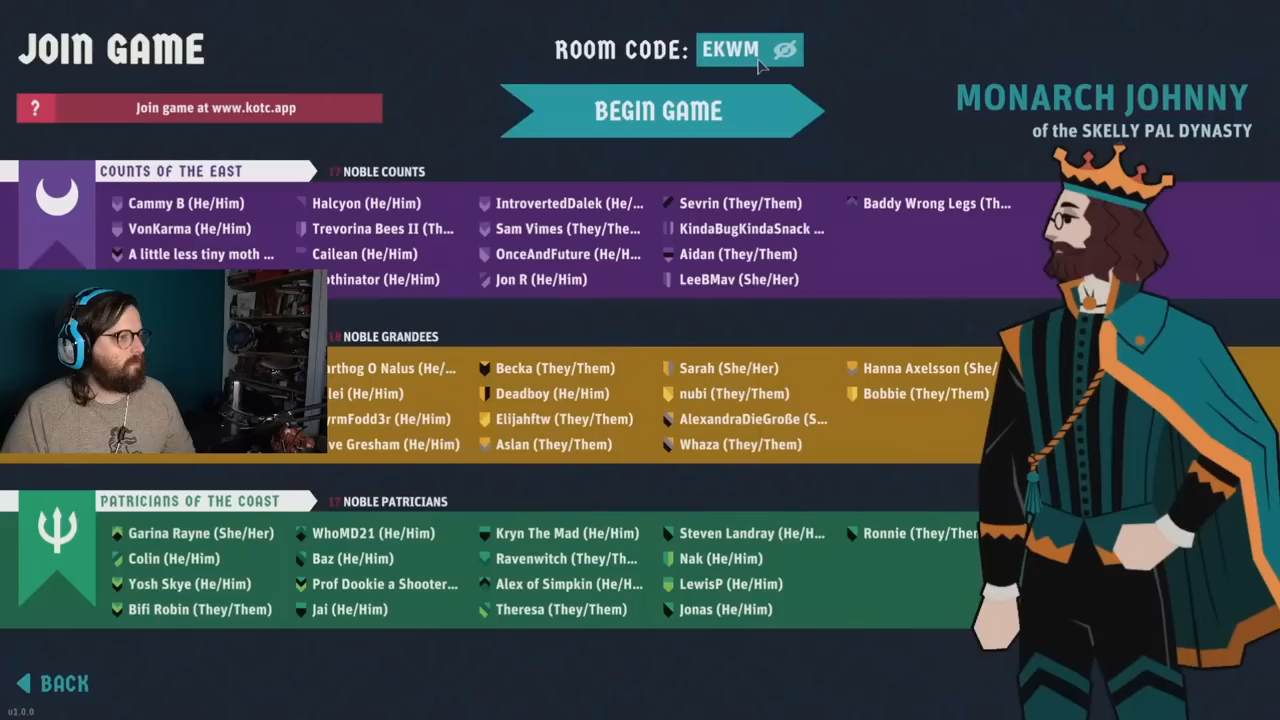 JOIN GAME
ROOM CODE: EKWM
? Join game at www.kotc.app
BEGIN GAME
MONARCH JOHNNY
of the SKELLY PAL DYNASTY
COUNTS OF THE EAST
17 NOBLE COUNTS
Cammy B (He/Him) Halcyon (He/Him) IntrovertedDalek (He/... Sevrin (They/Them) Baddy Wrong Legs (Th...
VonKarma (He/Him) Trevorina Bees II (Th... Sam Vimes (They/The... KindaBugKindaSnack ...
A little less tiny moth ... Cailean (He/Him) OnceAndFuture (He/H... Aidan (They/Them)
othinator (He/Him) Jon R (He/Him) LeeBMav (She/Her)
18 NOBLE GRANDEES
arthog O Nalus (He/... Becka (They/Them) Sarah (She/Her) Hanna Axelsson (She/
lei (He/Him) Deadboy (He/Him) nubi (They/Them) Bobbie (They/Them)
yrmFodd3r (He/Him) Elijahftw (They/Them) AlexandraDieGroße (S...
ve Gresham (He/Him) Aslan (They/Them) Whaza (They/Them)
PATRICIANS OF THE COAST
17 NOBLE PATRICIANS
Garina Rayne (She/Her) WhoMD21 (He/Him) Kryn The Mad (He/Him) Steven Landray (He/H... Ronnie (They/Them
Colin (He/Him) Baz (He/Him) Ravenwitch (They/Th... Nak (He/Him)
Yosh Skye (He/Him) Prof Dookie a Shooter... Alex of Simpkin (He/H... LewisP (He/Him)
Bifi Robin (They/Them) Jai (He/Him) Theresa (They/Them) Jonas (He/Him)
BACK
v1.0.0